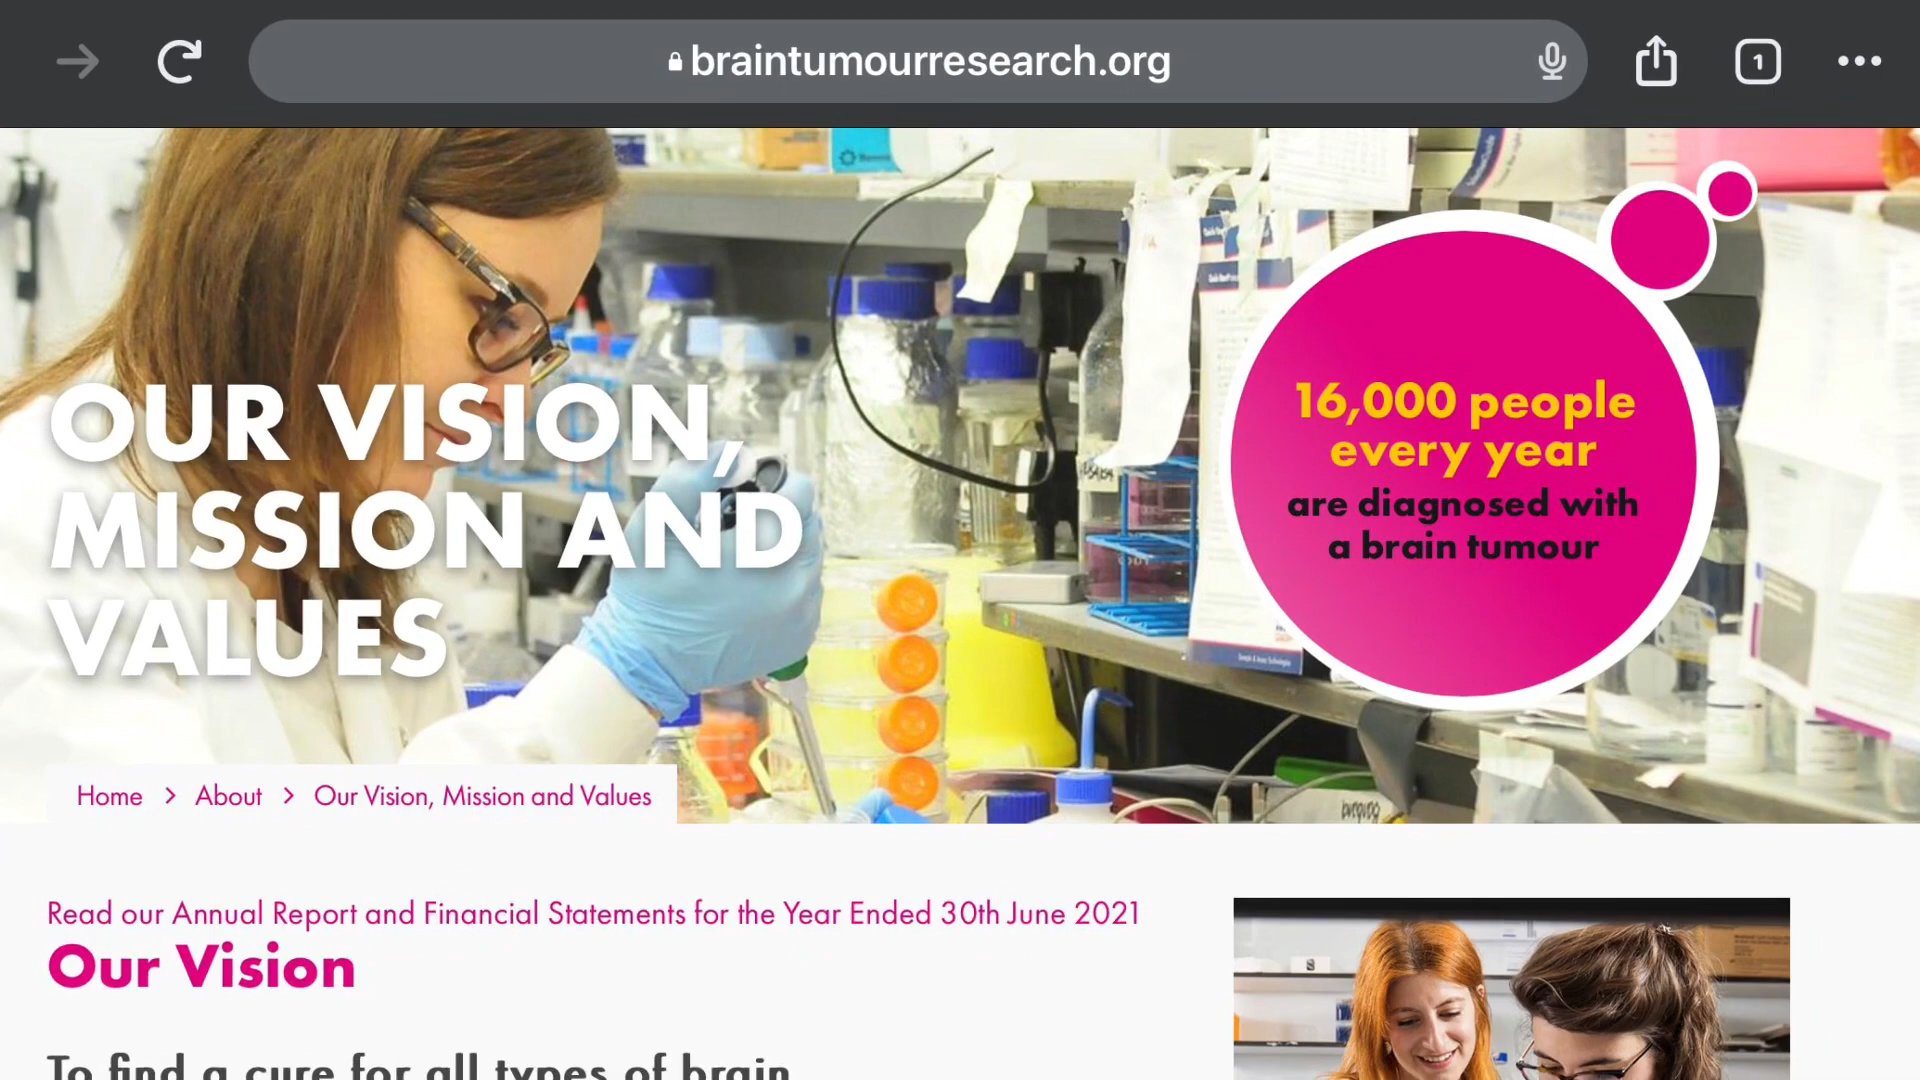 braintumourresearch.org
1
OUR VISION,
MISSION AND
VALUES
16,000 people
every year
are diagnosed with
a brain tumour
Home > About > Our Vision, Mission and Values
Read our Annual Report and Financial Statements for the Year Ended 30th June 2021
Our Vision
To find a cure for all types of brain